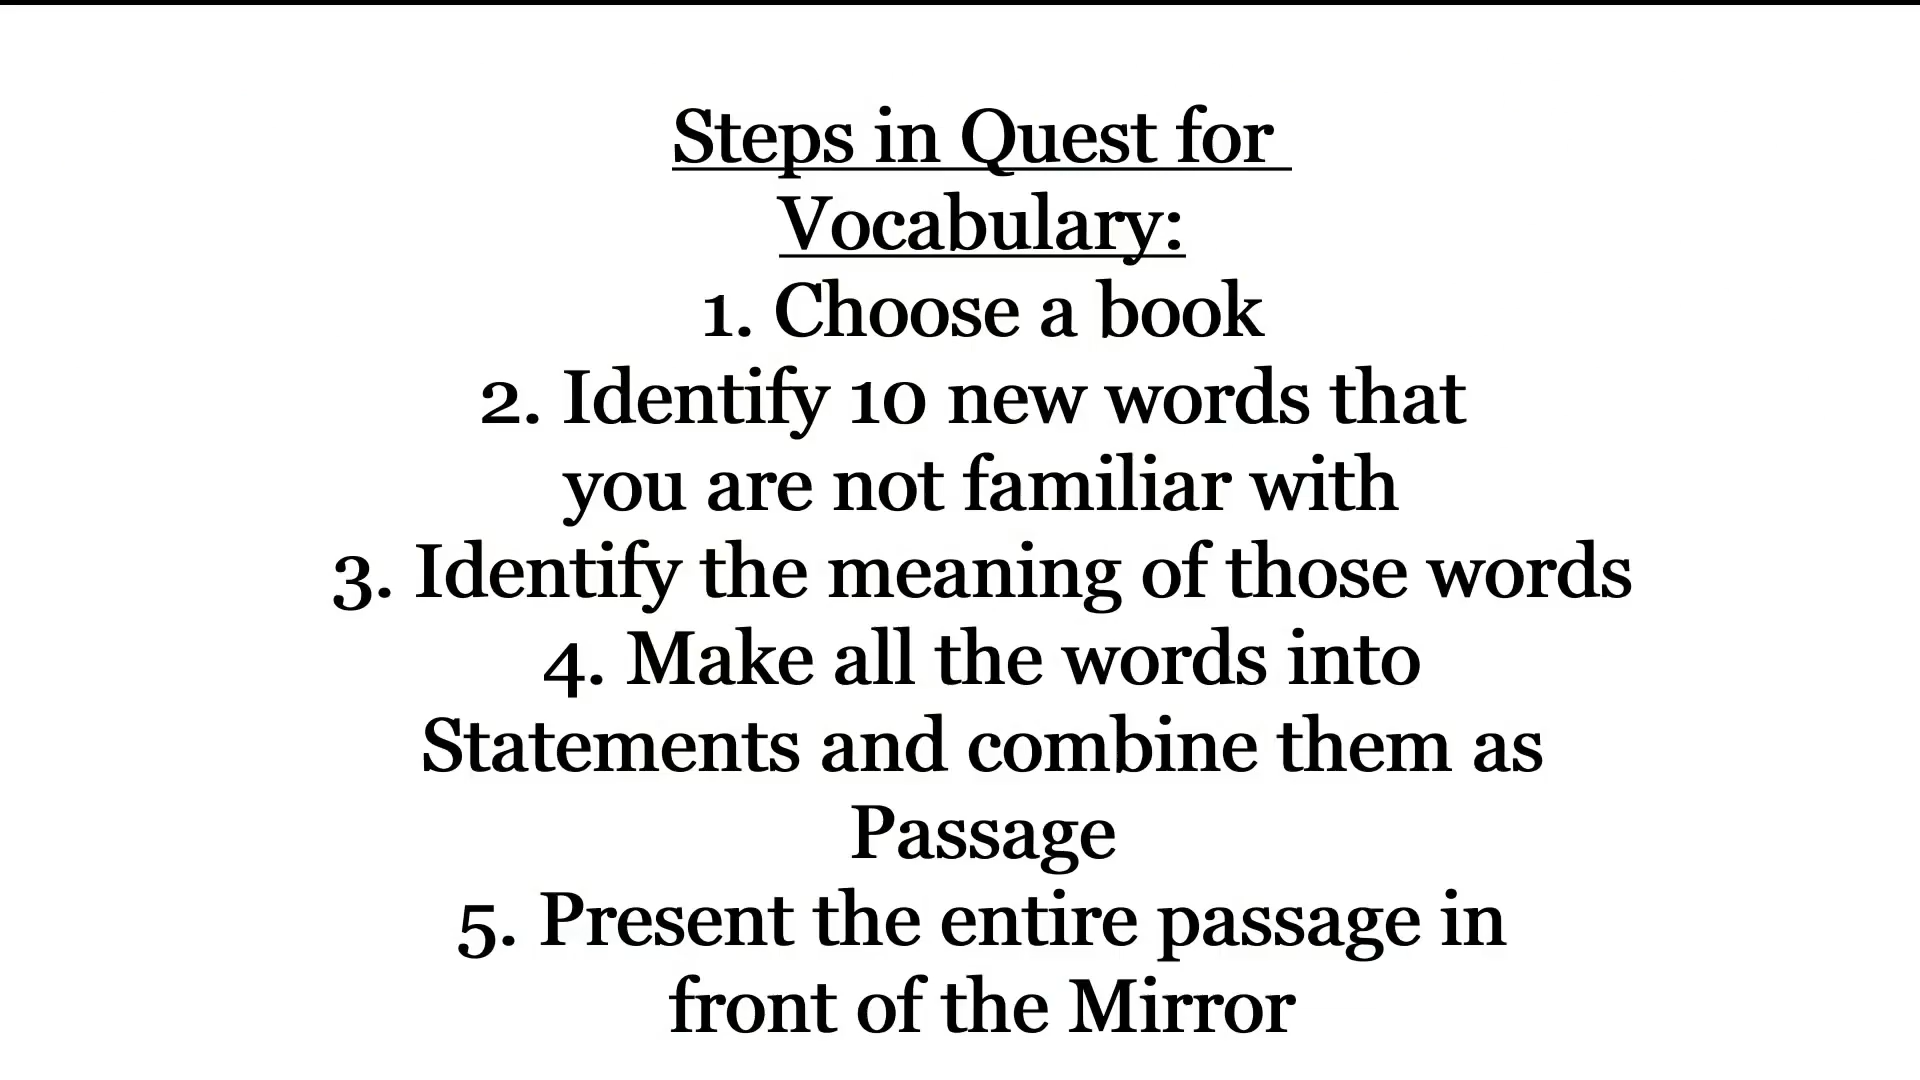 Steps in Quest for
Vocabulary:
1. Choose a book
2. Identify 10 new words that
you are not familiar with
3. Identify the meaning of those words
4. Make all the words into
Statements and combine them as
Passage
5. Present the entire passage in
front of the Mirror